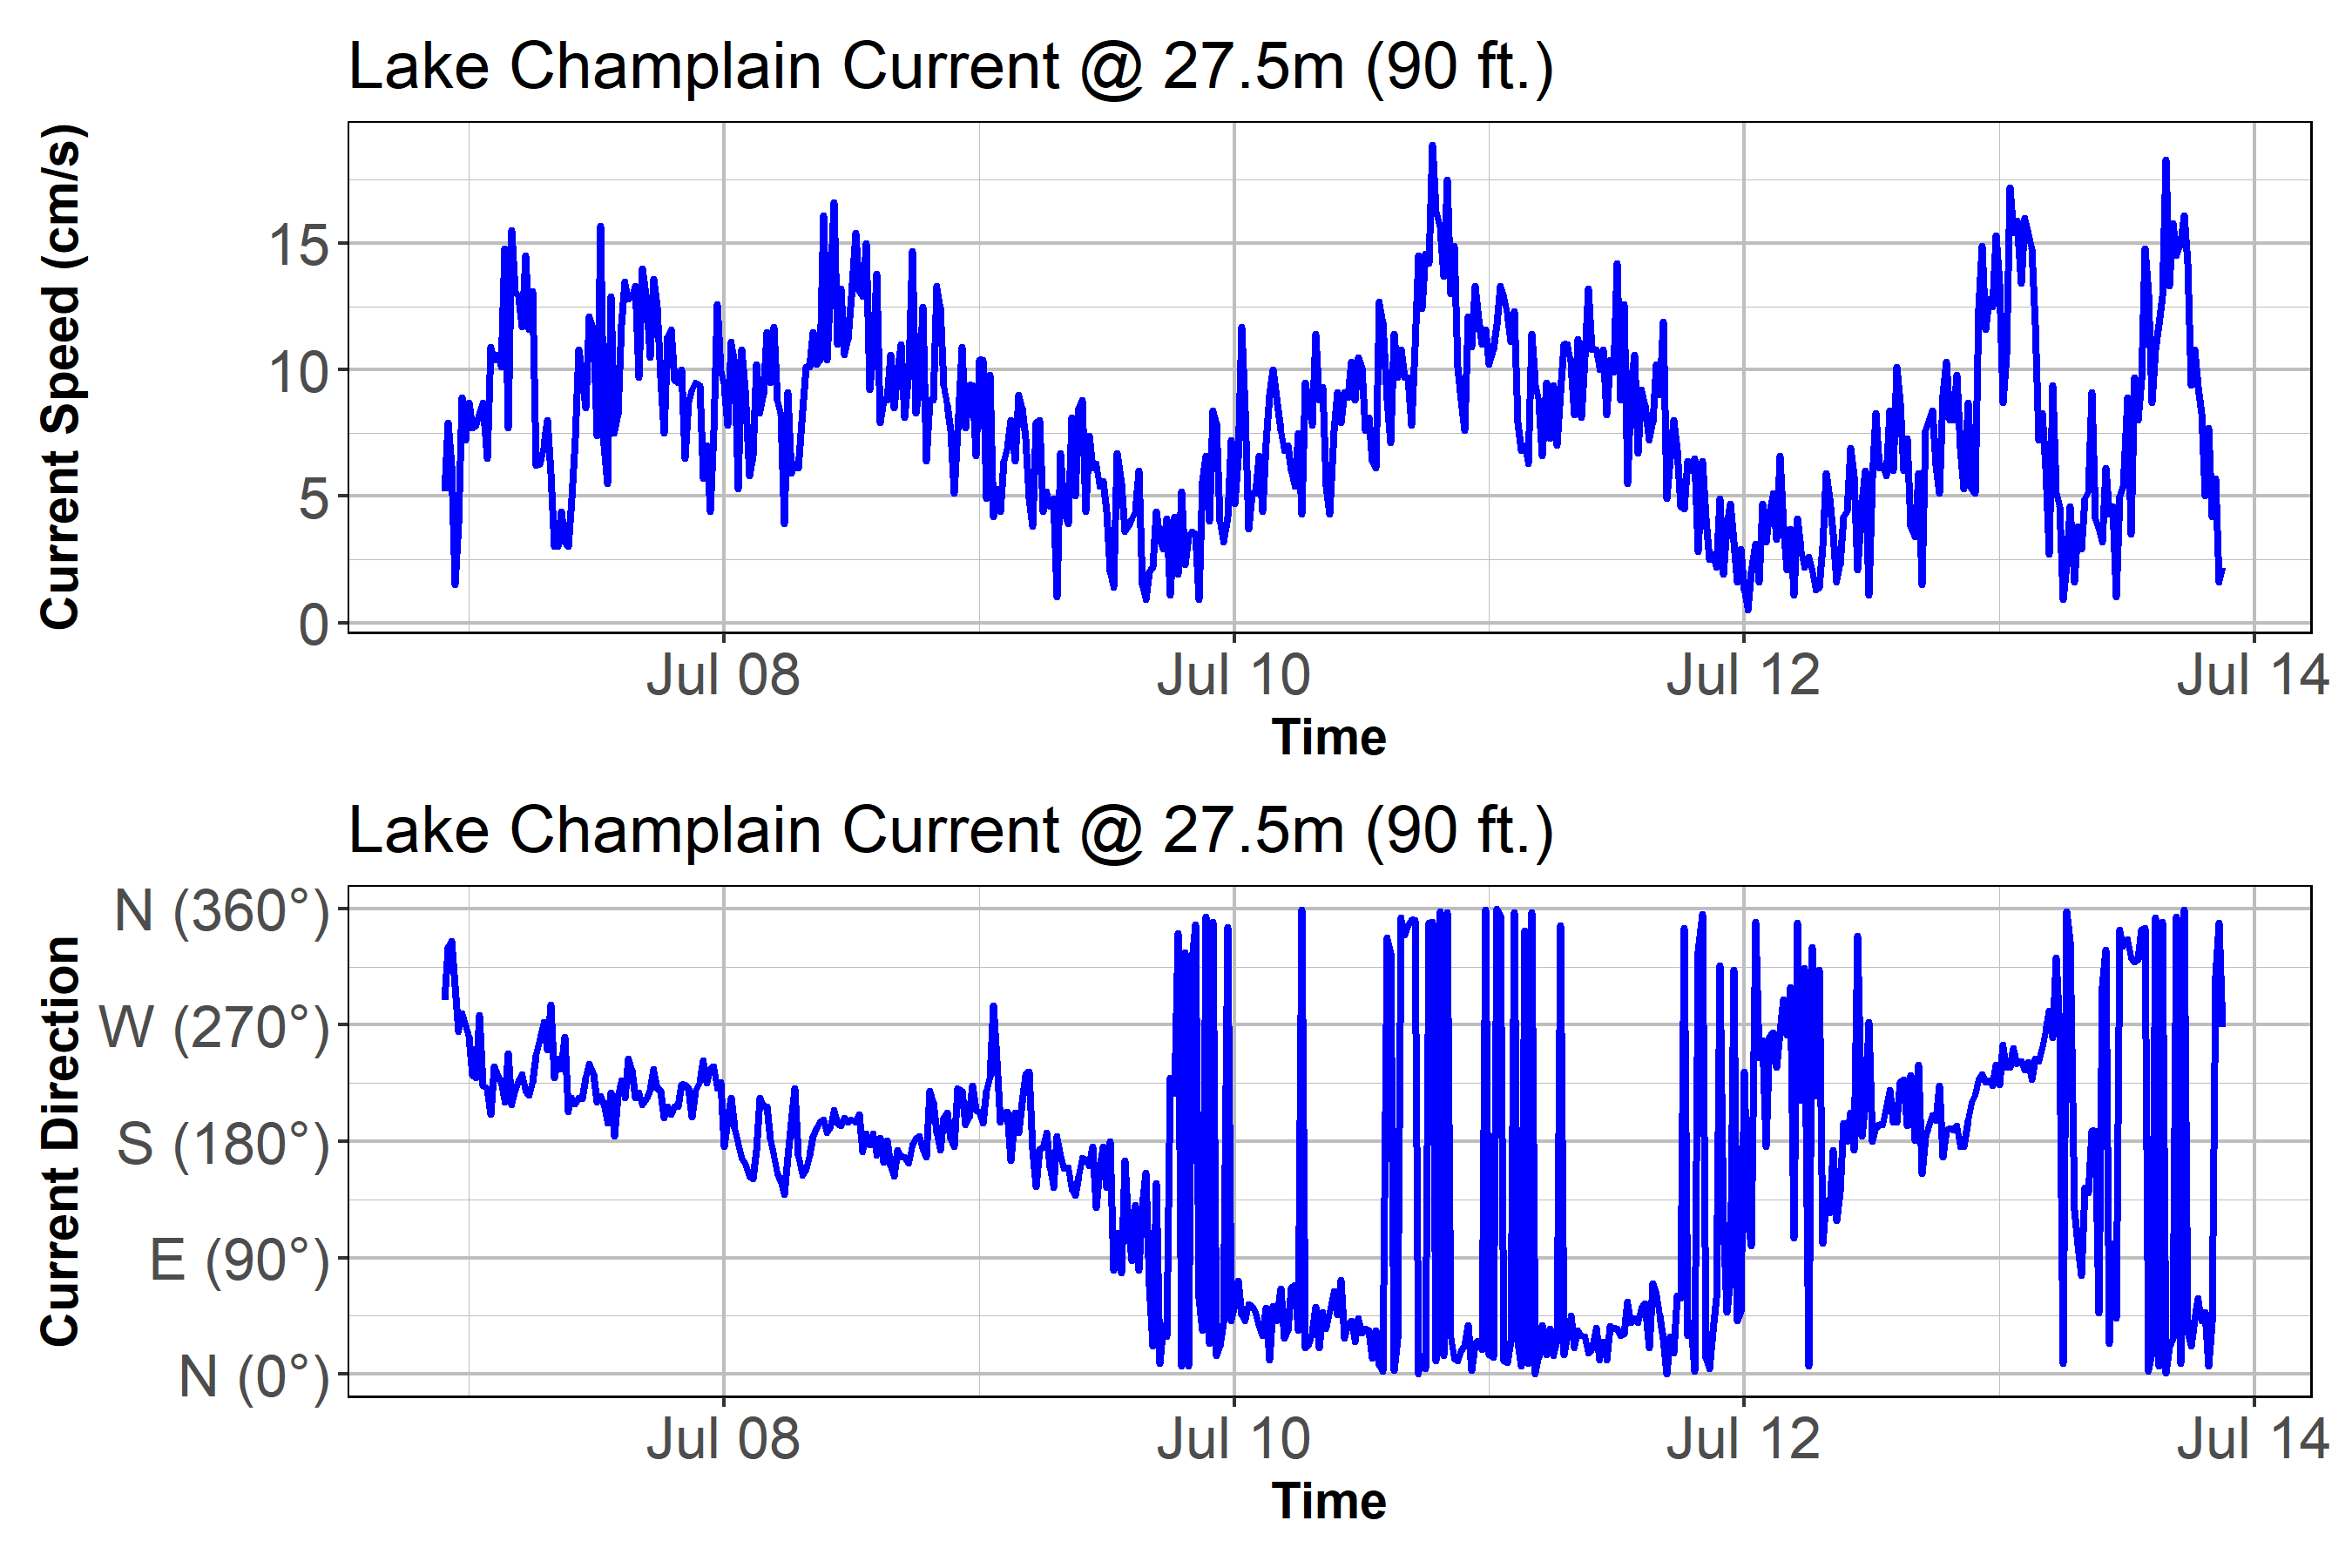 Lake Champlain Current @ 27.5m (90 ft.)
Current Speed (cm/s)
15
10
5
0
Jul 08 Jul 10 Jul 12 Jul 14
Time
Lake Champlain Current @ 27.5m (90 ft.)
Current Direction
N (360°)
W (270°)
S (180°)
E (90°)
N (0°)
Jul 08 Jul 10 Jul 12 Jul 14
Time